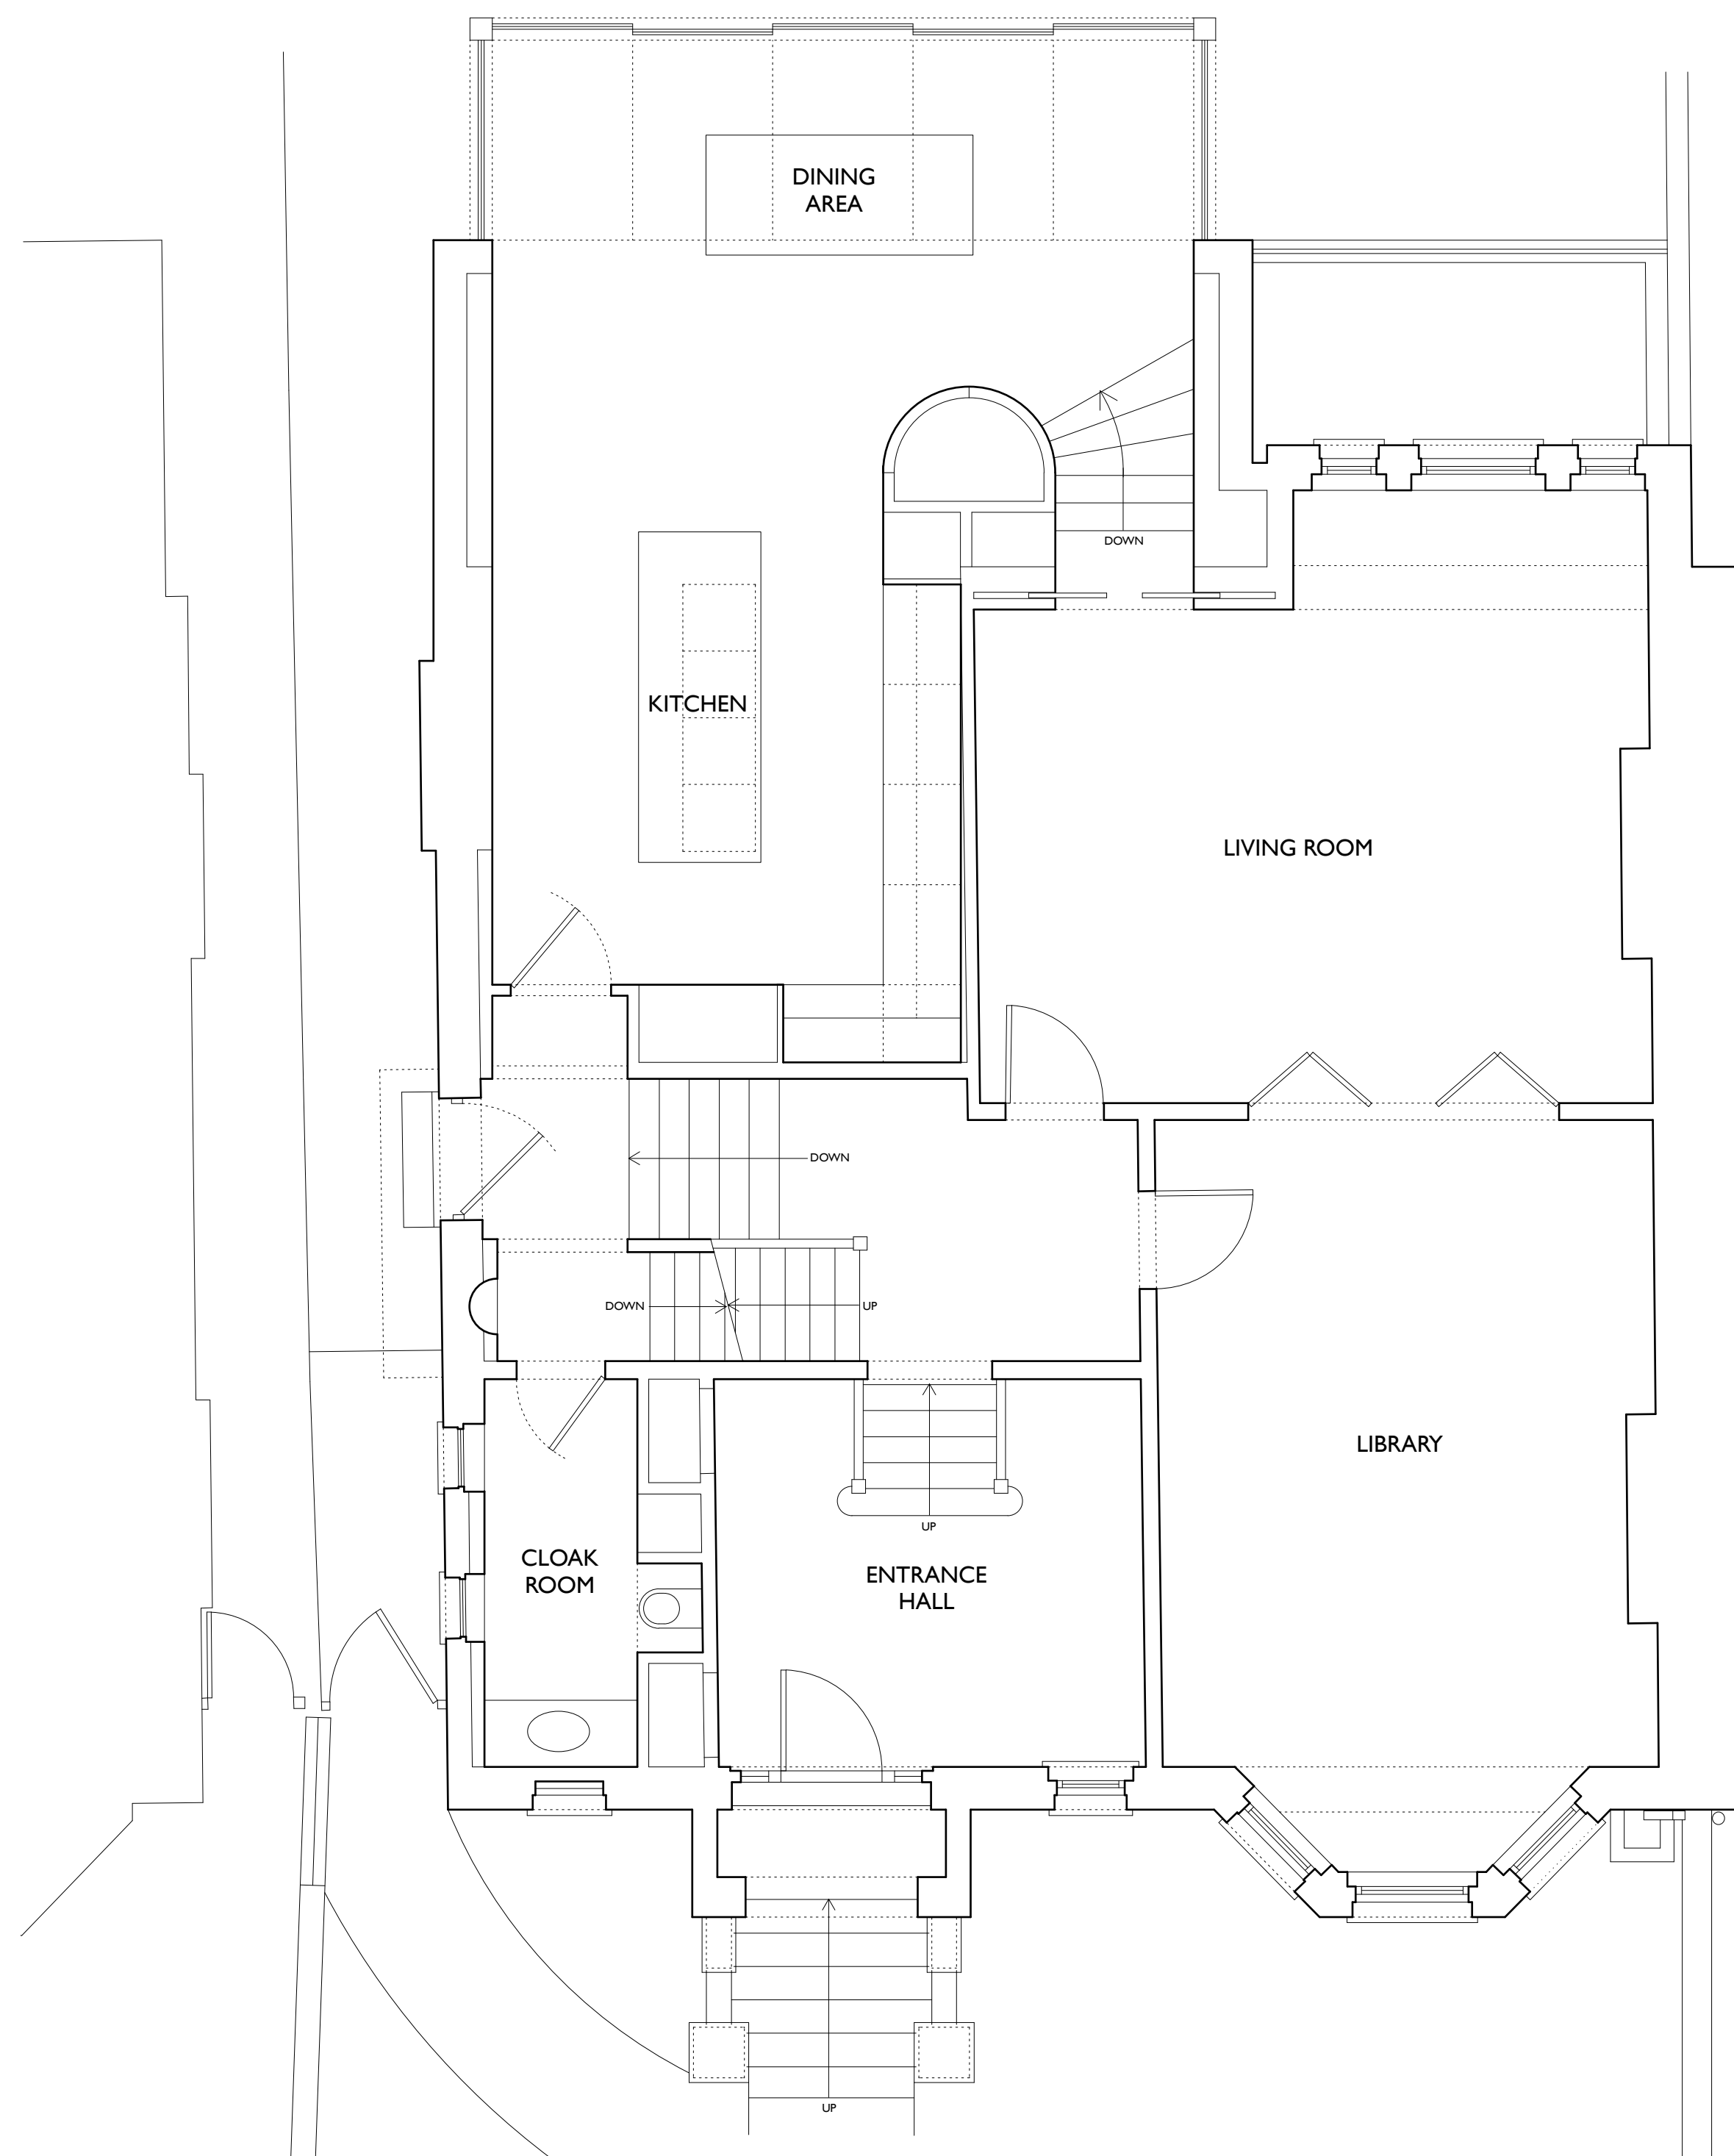 DINING
AREA
DOWN
KITCHEN
LIVING ROOM
DOWN
DOWN
UP
LIBRARY
UP
CLOAK
ROOM
ENTRANCE
HALL
UP